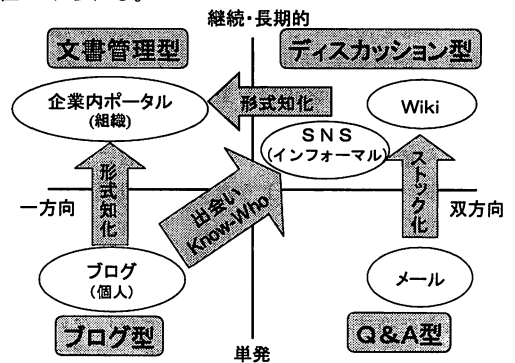 継続・長期的
文書管理型
ディスカッション型
企業内ポータル
(組織)
形式知化
Wiki
SNS
(インフォーマル)
形式知化
出会い
Know-Who
ストック化
一方向
双方向
ブログ
(個人)
メール
ブログ型
Q&A型
単発